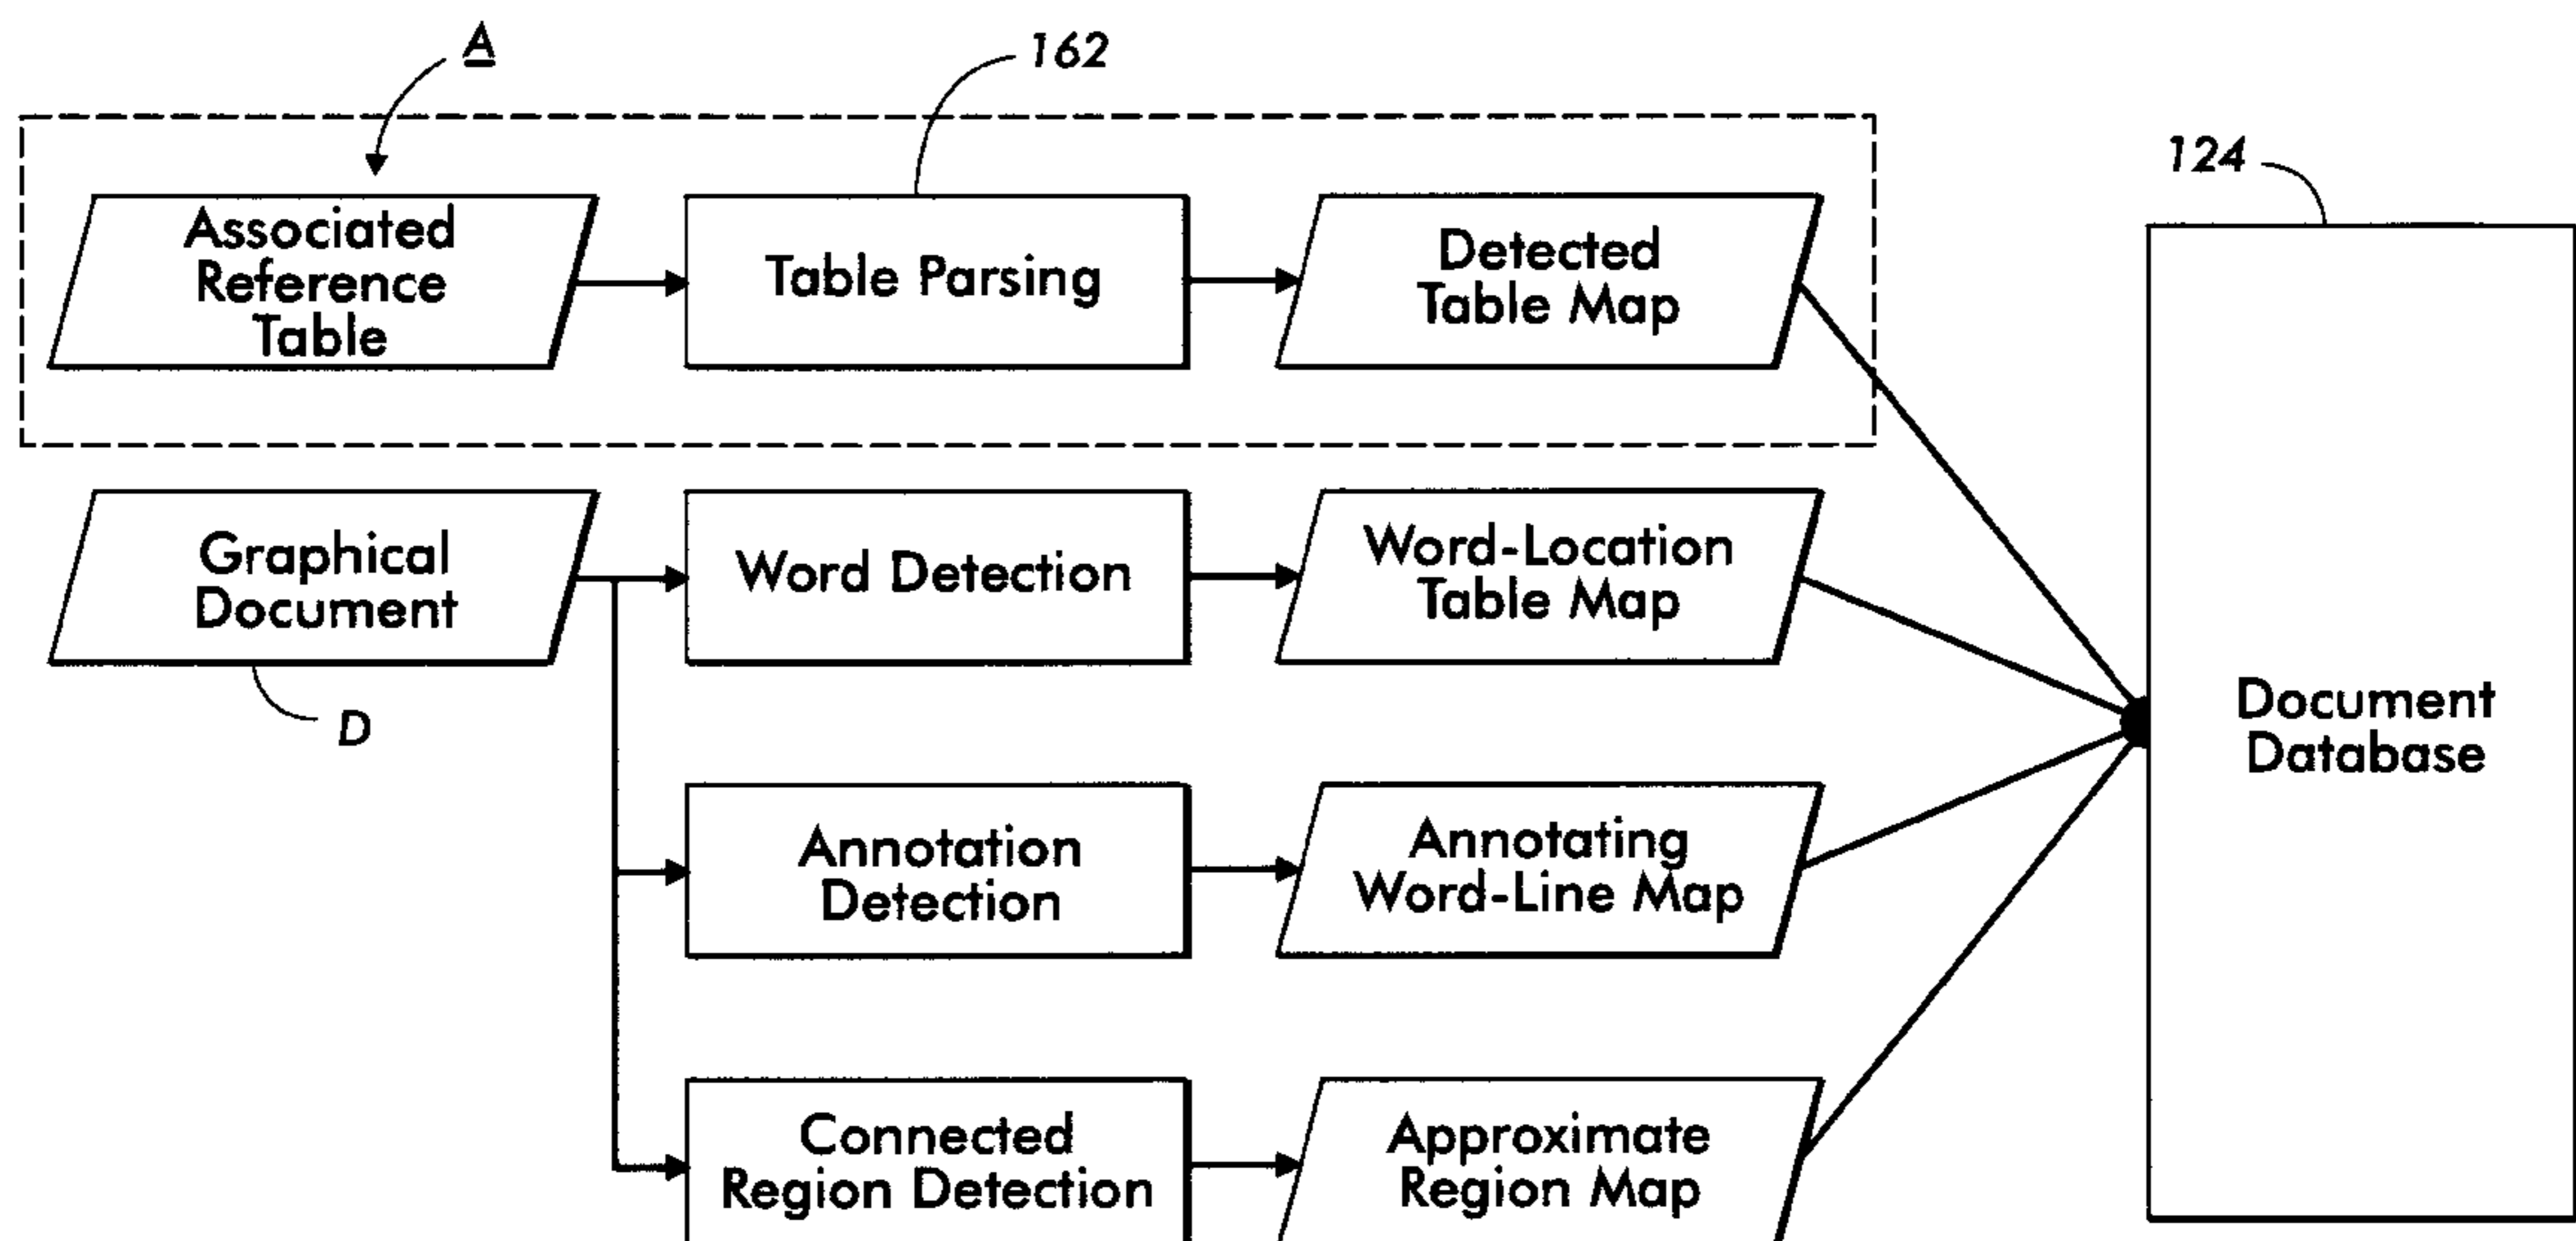 A
162
124
Associated
Reference
Table
Table Parsing
Detected
Table Map
Graphical
Document
Word Detection
Word-Location
Table Map
D
Document
Database
Annotation
Detection
Annotating
Word-Line Map
Connected
Region Detection
Approximate
Region Map